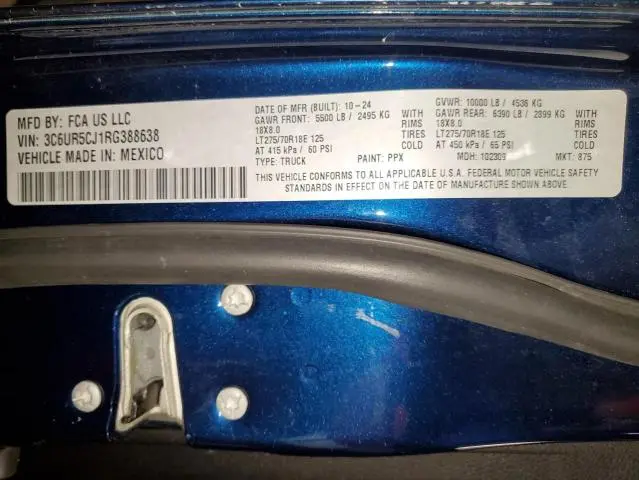 MFD BY: FCA US LLC
VIN: 3C6UR5CJ1RG388638
VEHICLE MADE IN: MEXICO
DATE OF MFR (BUILT): 10-24
GAWR FRONT: 5500 LB / 2495 KG
18X8.0
LT275/70R18E 125
AT 415 kPa / 60 PSI
TYPE: TRUCK
PAINT: PPX
WITH
RIMS
TIRES
COLD
GVWR: 10000 LB / 4536 KG
GAWR REAR: 6390 LB / 2899 KG
18X8.0
LT275/70R18E 125
AT 450 kPa / 65 PSI
MDH: 102309
WITH
RIMS
TIRES
COLD
MKT: 875
THIS VEHICLE CONFORMS TO ALL APPLICABLE U.S.A. FEDERAL MOTOR VEHICLE SAFETY
STANDARDS IN EFFECT ON THE DATE OF MANUFACTURE SHOWN ABOVE.